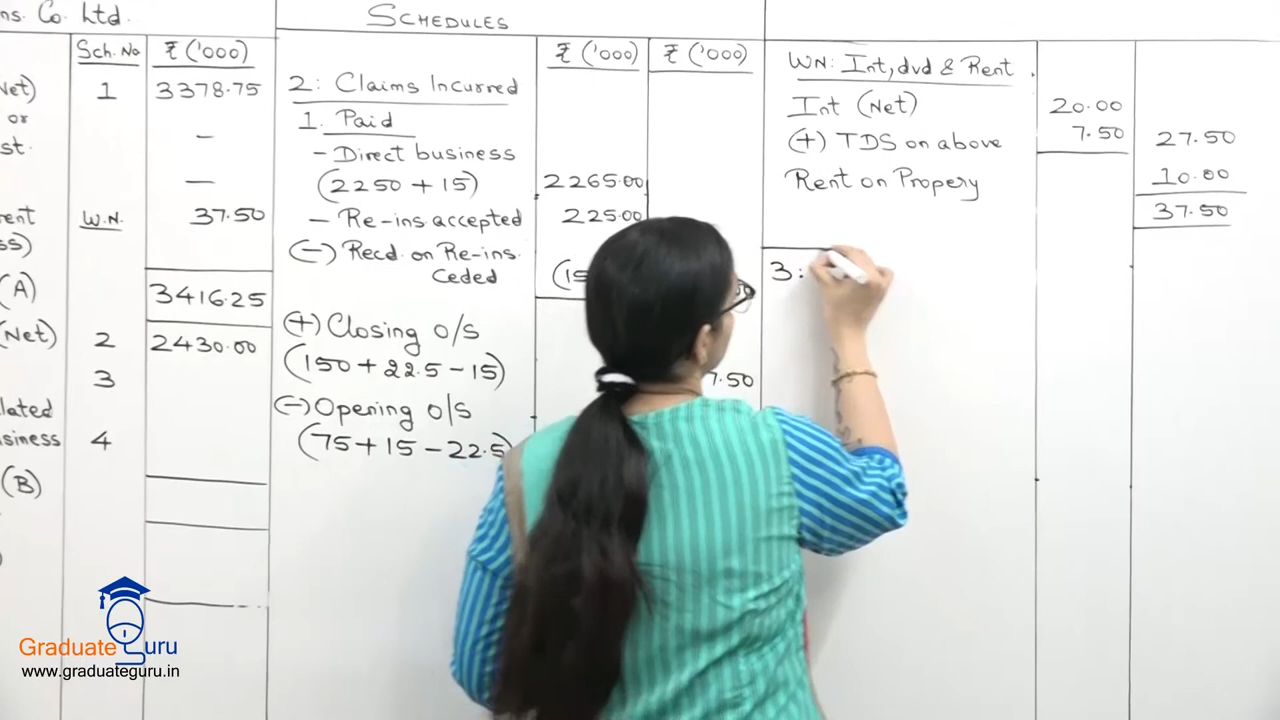 ns. Co. Ltd.
Sch. No ₹ ('000)
Net) 1 3378.75
or
st. –
—
rent W.N. 37.50
ss)
(A) 3416.25
(Net) 2 2430.00
3
lated
siness 4
(B)
SCHEDULES
₹ ('000) ₹ ('000)
2: Claims Incurred
1. Paid
- Direct business
(2250 + 15) 2265.00
- Re-ins accepted 225.00
(-) Recd. on Re-ins.
Ceded (15
(+) Closing o/s
(150 + 22.5 - 15) 7.50
(-) Opening o/s
(75 + 15 - 22.5)
WN: Int, dvd & Rent
Int (Net) 20.00
(+) TDS on above 7.50 27.50
Rent on Propery 10.00
37.50
3:
Graduate Guru
www.graduateguru.in